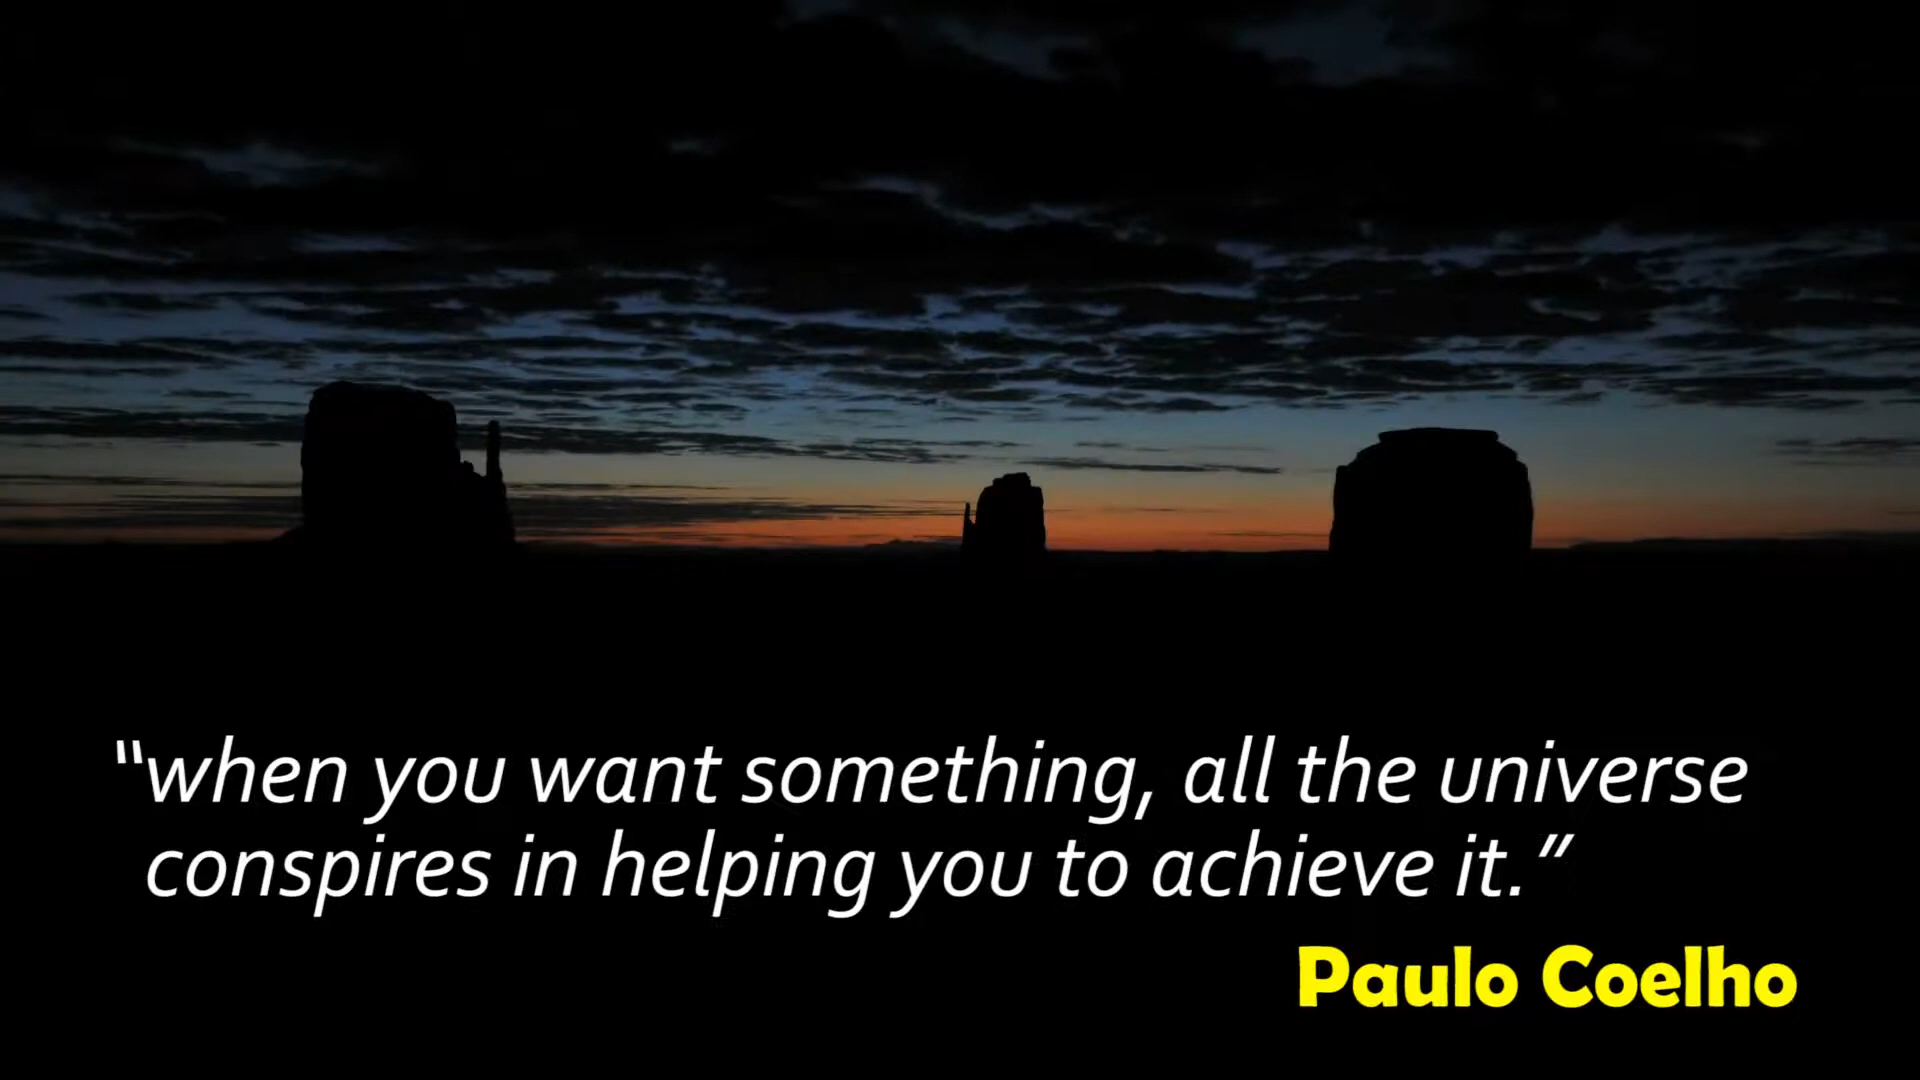 “when you want something, all the universe
conspires in helping you to achieve it.”
Paulo Coelho